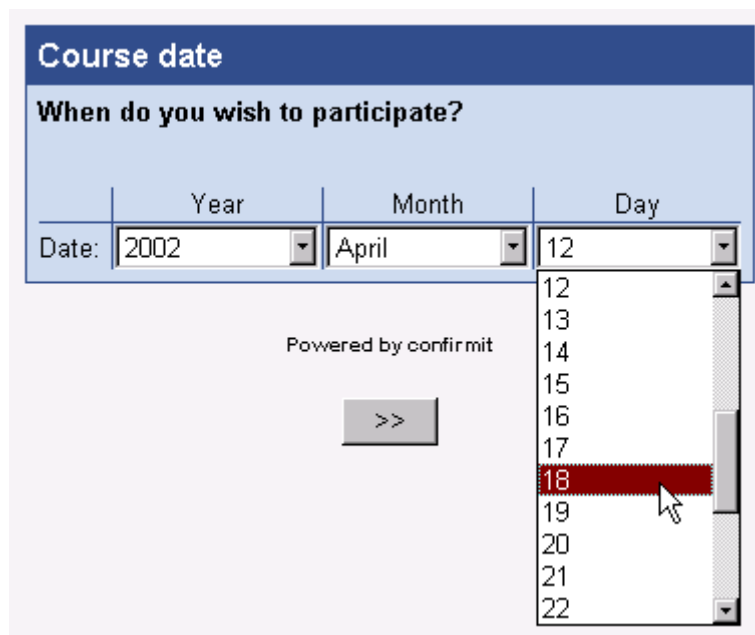 Course date
When do you wish to participate?
Year Month Day
Date: 2002 April 12
12
13
14
15
16
17
18
19
20
21
22
Powered by confirmit
>>